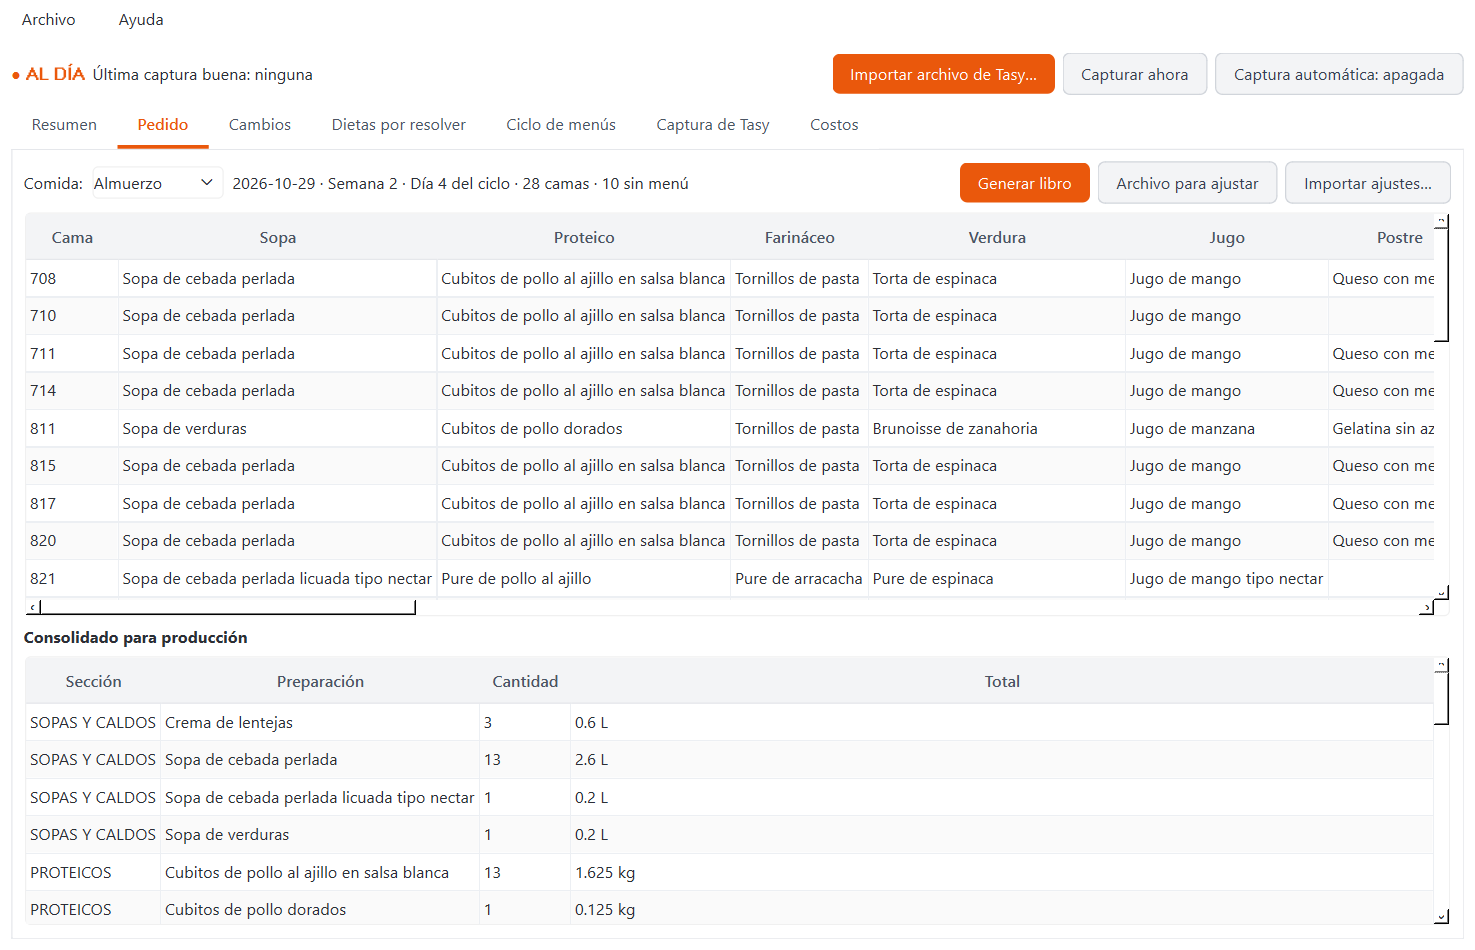 Archivo Ayuda
● AL DÍA Última captura buena: ninguna Importar archivo de Tasy... Capturar ahora Captura automática: apagada
Resumen Pedido Cambios Dietas por resolver Ciclo de menús Captura de Tasy Costos
Comida: Almuerzo 2026-10-29 · Semana 2 · Día 4 del ciclo · 28 camas · 10 sin menú Generar libro Archivo para ajustar Importar ajustes...
Cama Sopa Proteico Farináceo Verdura Jugo Postre
708 Sopa de cebada perlada Cubitos de pollo al ajillo en salsa blanca Tornillos de pasta Torta de espinaca Jugo de mango Queso con me
710 Sopa de cebada perlada Cubitos de pollo al ajillo en salsa blanca Tornillos de pasta Torta de espinaca Jugo de mango
711 Sopa de cebada perlada Cubitos de pollo al ajillo en salsa blanca Tornillos de pasta Torta de espinaca Jugo de mango Queso con me
714 Sopa de cebada perlada Cubitos de pollo al ajillo en salsa blanca Tornillos de pasta Torta de espinaca Jugo de mango Queso con me
811 Sopa de verduras Cubitos de pollo dorados Tornillos de pasta Brunoisse de zanahoria Jugo de manzana Gelatina sin az
815 Sopa de cebada perlada Cubitos de pollo al ajillo en salsa blanca Tornillos de pasta Torta de espinaca Jugo de mango Queso con me
817 Sopa de cebada perlada Cubitos de pollo al ajillo en salsa blanca Tornillos de pasta Torta de espinaca Jugo de mango Queso con me
820 Sopa de cebada perlada Cubitos de pollo al ajillo en salsa blanca Tornillos de pasta Torta de espinaca Jugo de mango Queso con me
821 Sopa de cebada perlada licuada tipo nectar Pure de pollo al ajillo Pure de arracacha Pure de espinaca Jugo de mango tipo nectar
Consolidado para producción
Sección Preparación Cantidad Total
SOPAS Y CALDOS Crema de lentejas 3 0.6 L
SOPAS Y CALDOS Sopa de cebada perlada 13 2.6 L
SOPAS Y CALDOS Sopa de cebada perlada licuada tipo nectar 1 0.2 L
SOPAS Y CALDOS Sopa de verduras 1 0.2 L
PROTEICOS Cubitos de pollo al ajillo en salsa blanca 13 1.625 kg
PROTEICOS Cubitos de pollo dorados 1 0.125 kg